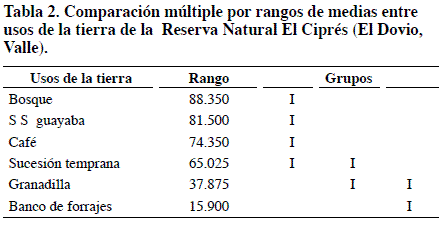 Tabla 2. Comparación múltiple por rangos de medias entre
usos de la tierra de la Reserva Natural El Ciprés (El Dovio,
Valle).
Usos de la tierra Rango Grupos
Bosque 88.350 I
S S guayaba 81.500 I
Café 74.350 I
Sucesión temprana 65.025 I I
Granadilla 37.875 I I
Banco de forrajes 15.900 I